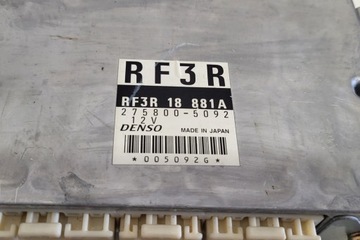 RF3R
RF3R 18 881A
275800-5092
12V
DENSO MADE IN JAPAN
*005092G*